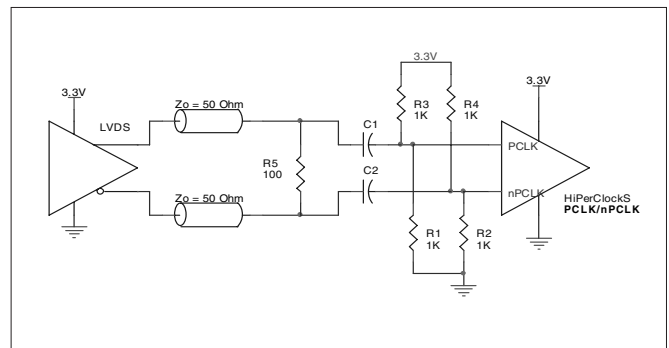 3.3V
3.3V
3.3V
Zo = 50 Ohm
LVDS
R3
1K
R4
1K
C1
PCLK
R5
100
C2
nPCLK
Zo = 50 Ohm
HiPerClockS
PCLK/nPCLK
R1
1K
R2
1K